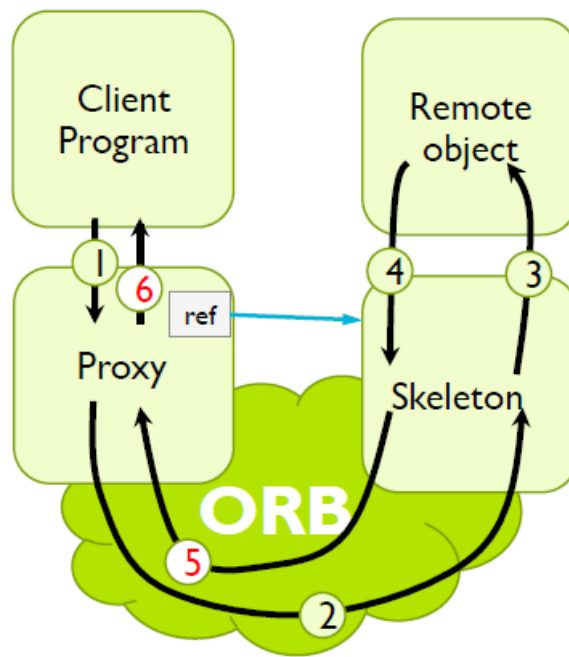 Client
Program
Remote
object
1
6
4
3
ref
Proxy
Skeleton
ORB
5
2